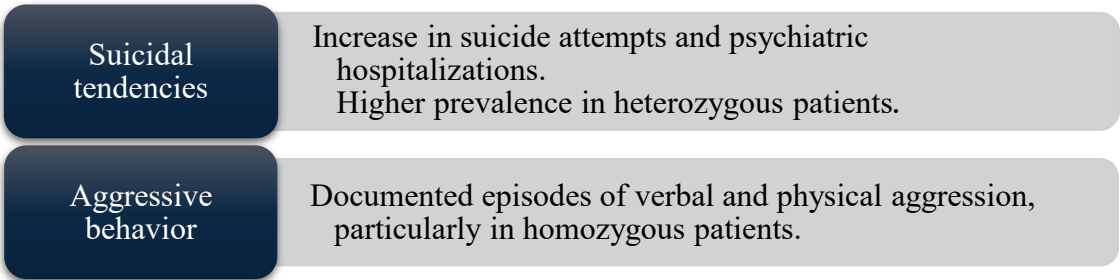 Suicidal
tendencies
Increase in suicide attempts and psychiatric
hospitalizations.
Higher prevalence in heterozygous patients.
Aggressive
behavior
Documented episodes of verbal and physical aggression,
particularly in homozygous patients.